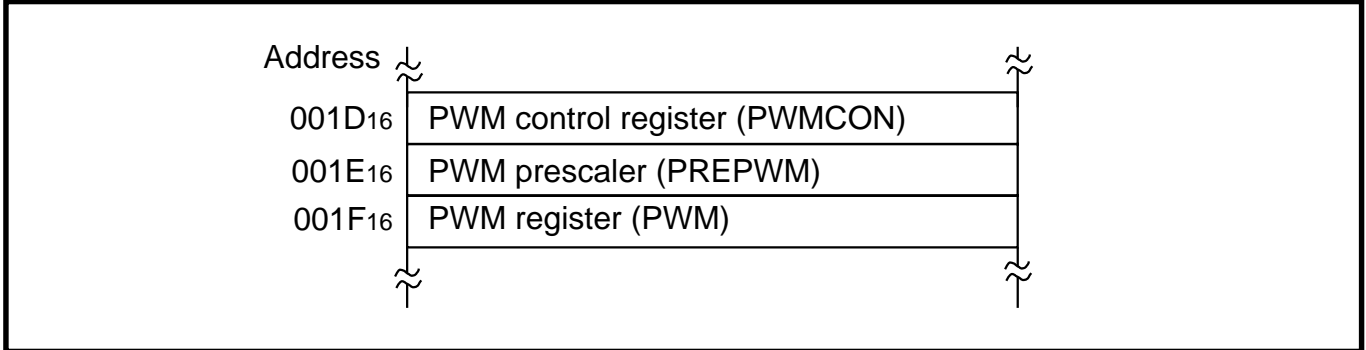 Address
001D16 PWM control register (PWMCON)
001E16 PWM prescaler (PREPWM)
001F16 PWM register (PWM)